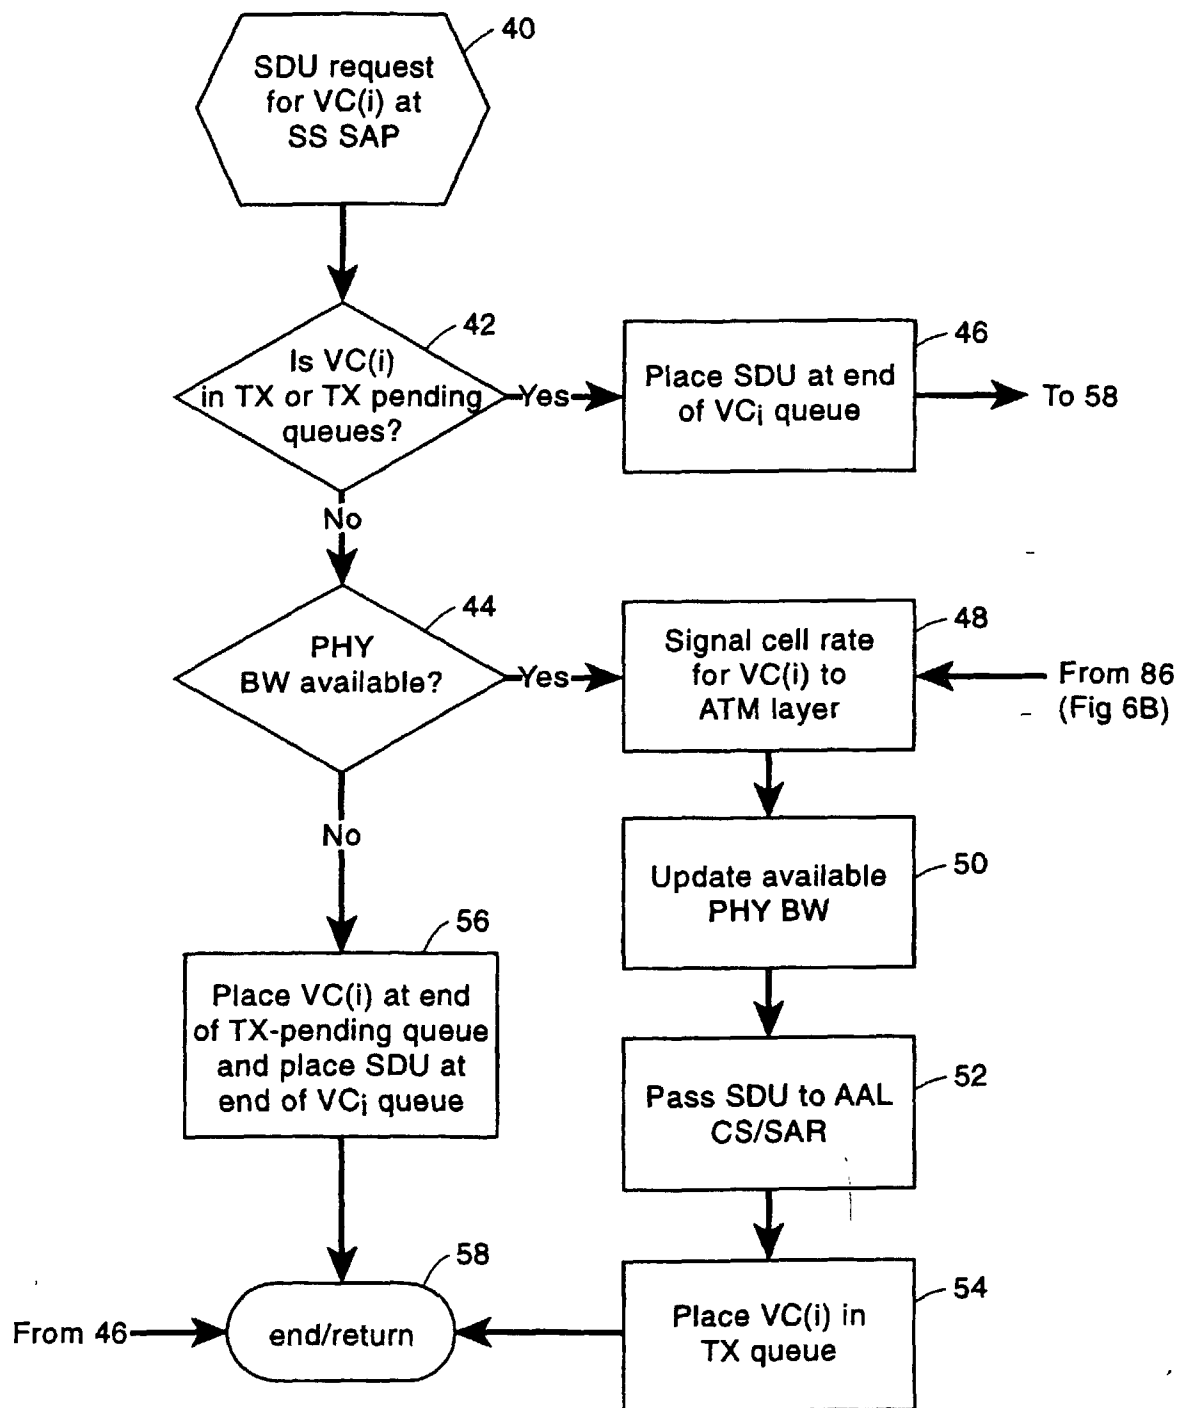 40
SDU request
for VC(i) at
SS SAP
42
Is VC(i)
in TX or TX pending
queues?
Yes
46
Place SDU at end
of VCi queue
To 58
No
44
PHY
BW available?
Yes
48
Signal cell rate
for VC(i) to
ATM layer
From 86
(Fig 6B)
No
50
Update available
PHY BW
56
Place VC(i) at end
of TX-pending queue
and place SDU at
end of VCi queue
52
Pass SDU to AAL
CS/SAR
58
From 46
end/return
54
Place VC(i) in
TX queue